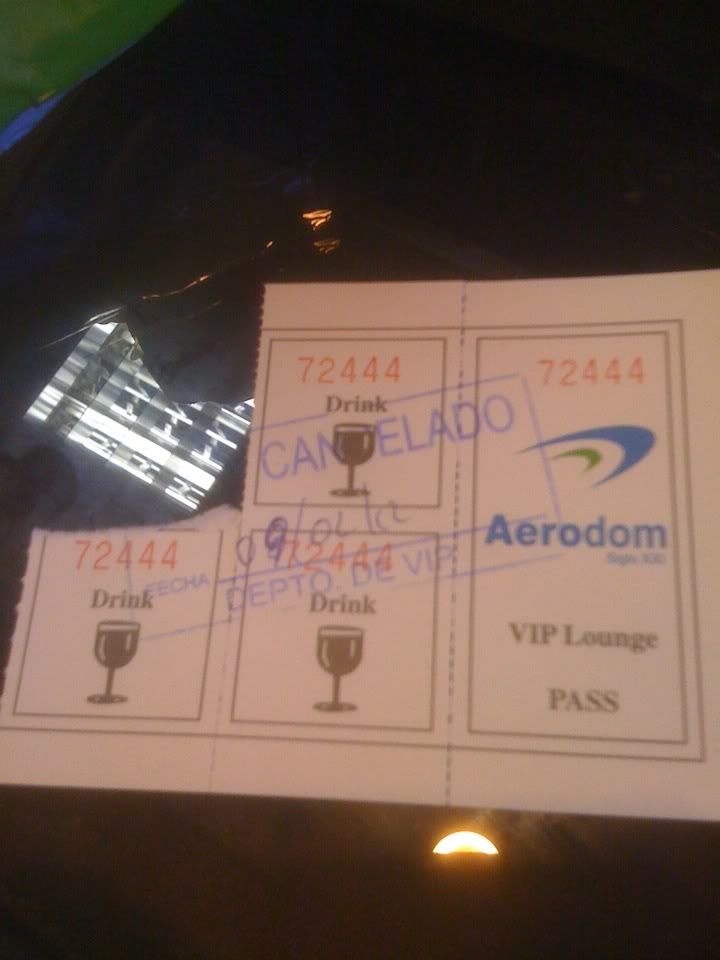 72444
Drink
72444
Aerodom
Siglo XXI
VIP Lounge
PASS
72444
Drink
72444
Drink
CANCELADO
FECHA
DEPTO. DE VIP